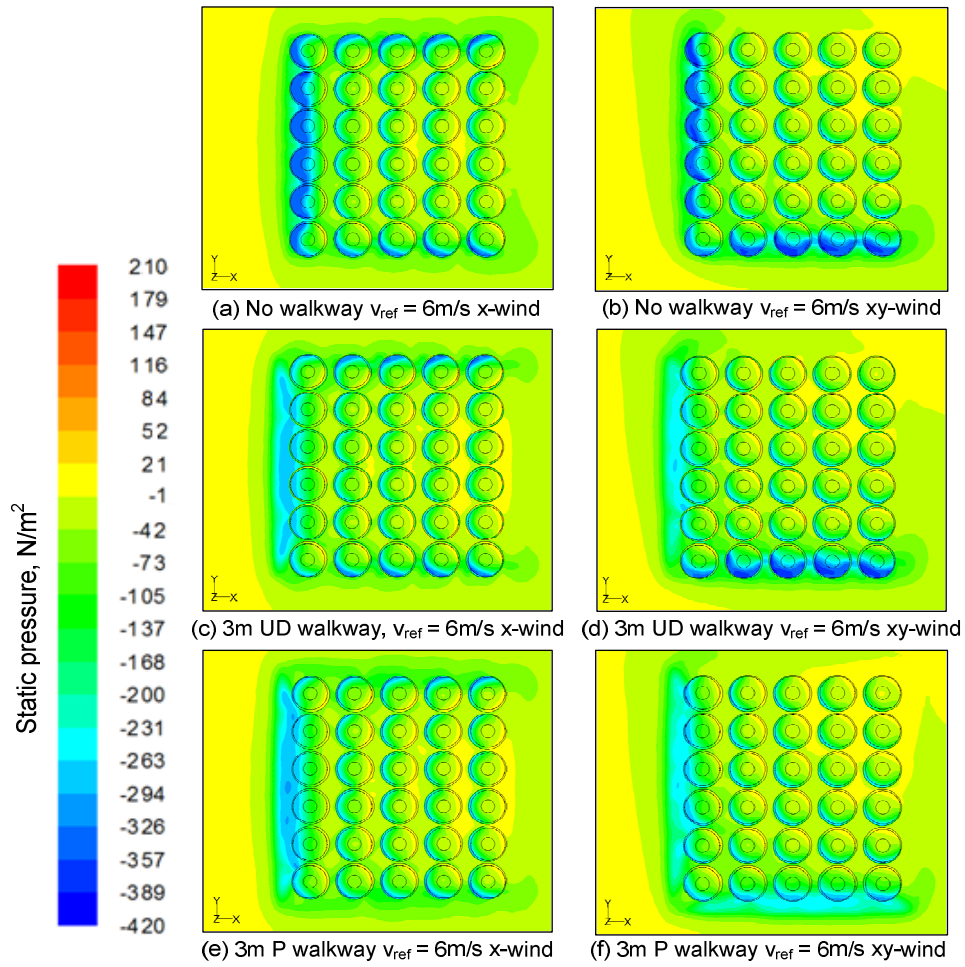 Y
Z X
Y
Z X
(a) No walkway vref = 6m/s x-wind
(b) No walkway vref = 6m/s xy-wind
Static pressure, N/m²
210
179
147
116
84
52
21
-1
-42
-73
-105
-137
-168
-200
-231
-263
-294
-326
-357
-389
-420
Y
Z X
Y
Z X
(c) 3m UD walkway, vref = 6m/s x-wind
(d) 3m UD walkway vref = 6m/s xy-wind
Y
Z X
Y
Z X
(e) 3m P walkway vref = 6m/s x-wind
(f) 3m P walkway vref = 6m/s xy-wind